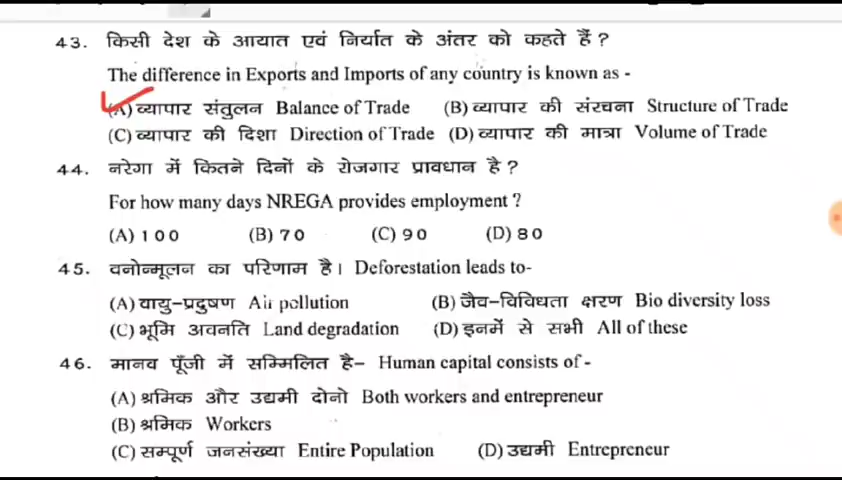 43. किसी देश के आयात एवं निर्यात के अंतर को कहते हैं ?
The difference in Exports and Imports of any country is known as -
(A) व्यापार संतुलन Balance of Trade (B) व्यापार की संरचना Structure of Trade
(C) व्यापार की दिशा Direction of Trade (D) व्यापार की मात्रा Volume of Trade
44. नरेगा में कितने दिनों के रोजगार प्रावधान है ?
For how many days NREGA provides employment ?
(A) 100 (B) 70 (C) 90 (D) 80
45. वनोन्मूलन का परिणाम है। Deforestation leads to-
(A) वायु-प्रदुषण Air pollution (B) जैव-विविधता क्षरण Bio diversity loss
(C) भूमि अवनति Land degradation (D) इनमें से सभी All of these
46. मानव पूँजी में सम्मिलित है- Human capital consists of -
(A) श्रमिक और उद्यमी दोनो Both workers and entrepreneur
(B) श्रमिक Workers
(C) सम्पूर्ण जनसंख्या Entire Population (D) उद्यमी Entrepreneur